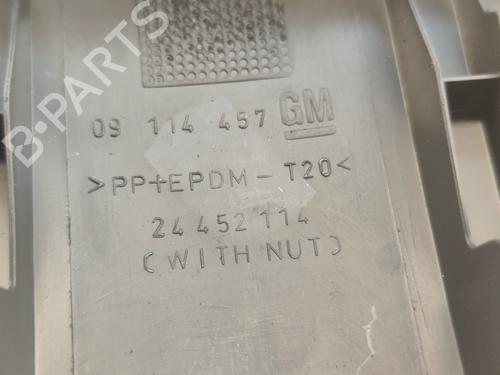 B-PARTS
09 114 457 GM
>PP+EPDM-T20<
24 452 114
(WITH NUT)